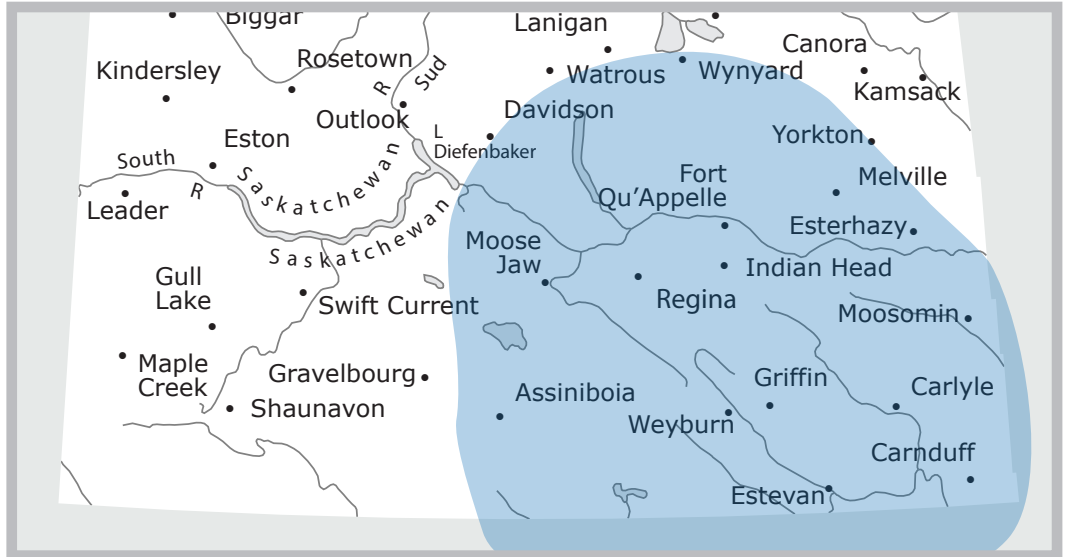 Biggar
Lanigan
Canora
Kindersley
Rosetown
R Sud
Watrous
Wynyard
Kamsack
Outlook
Davidson
L
Diefenbaker
Eston
Yorkton
South
R
Saskatchewan
Leader
Saskatchewan
Fort
Qu’Appelle
Melville
Esterhazy
Moose
Jaw
Indian Head
Gull
Lake
Swift Current
Regina
Moosomin
Maple
Creek
Gravelbourg
Griffin
Carlyle
Assiniboia
Shaunavon
Weyburn
Carnduff
Estevan